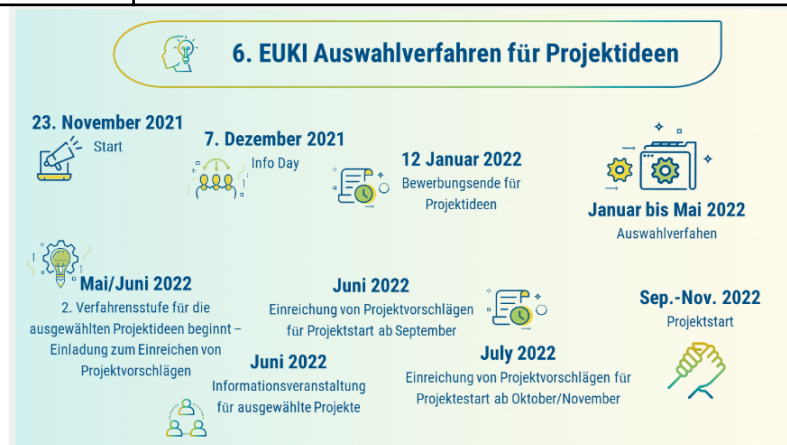 6. EUKI Auswahlverfahren für Projektideen
23. November 2021
Start
7. Dezember 2021
Info Day
12 Januar 2022
Bewerbungsende für
Projektideen
Januar bis Mai 2022
Auswahlverfahen
Mai/Juni 2022
2. Verfahrensstufe für die
ausgewählten Projektideen beginnt –
Einladung zum Einreichen von
Projektvorschlägen
Juni 2022
Einreichung von Projektvorschlägen
für Projektstart ab September
Juni 2022
Informationsveranstaltung
für ausgewählte Projekte
July 2022
Einreichung von Projektvorschlägen für
Projektestart ab Oktober/November
Sep.-Nov. 2022
Projektstart